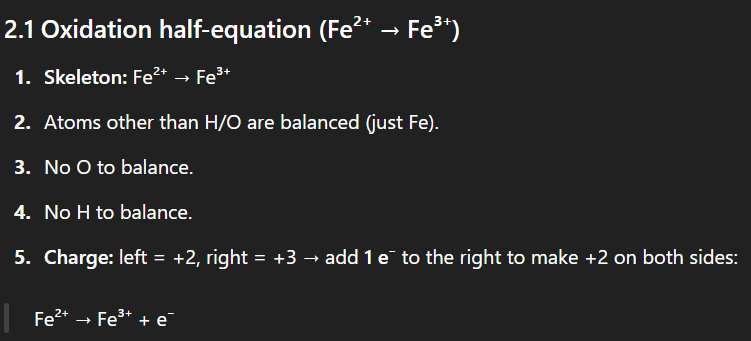 2.1 Oxidation half-equation (Fe²⁺ → Fe³⁺)
1. Skeleton: Fe²⁺ → Fe³⁺
2. Atoms other than H/O are balanced (just Fe).
3. No O to balance.
4. No H to balance.
5. Charge: left = +2, right = +3 → add 1 e⁻ to the right to make +2 on both sides:
Fe²⁺ → Fe³⁺ + e⁻